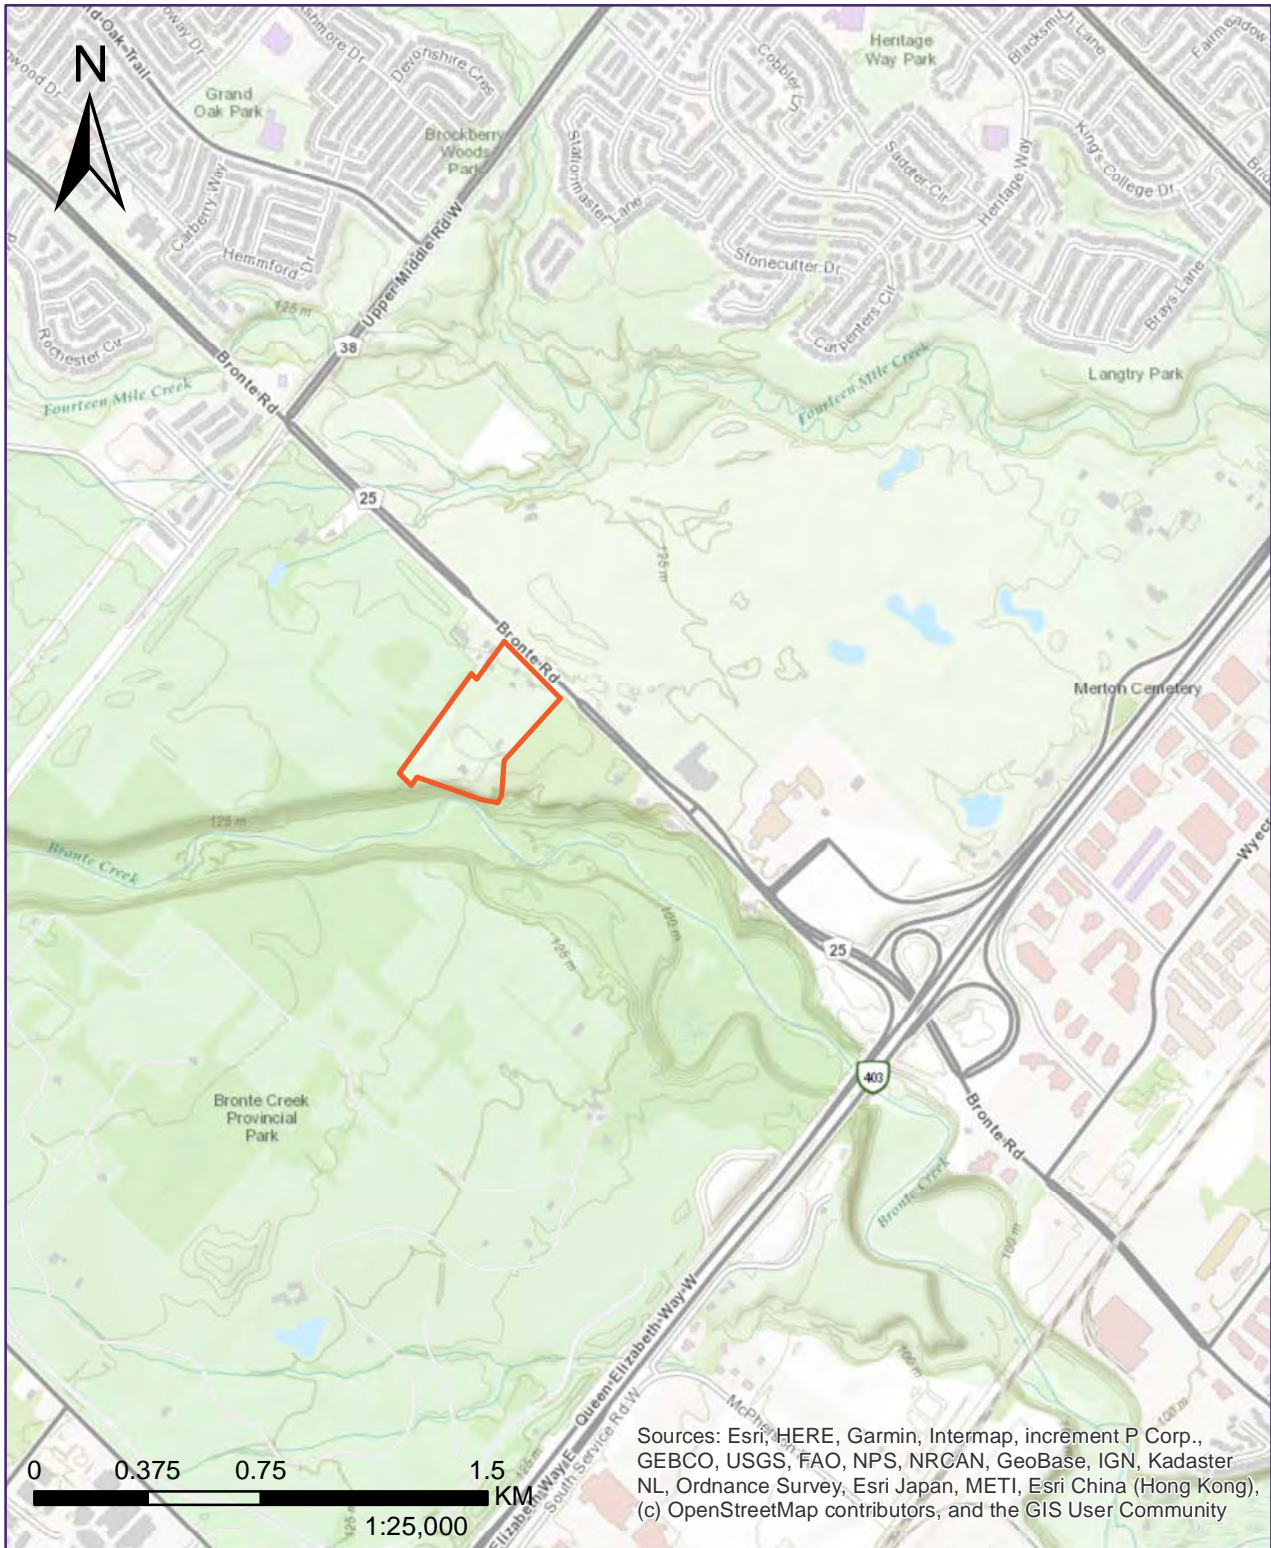 N
Ashmore Dr
Devonshire Cres
Grand
Oak Park
Brockberry
Woods
Park
Carberry Way
Hemmford Dr
Rochester Cir
125 m
Upper Middle Rd W
38
Bronte Rd
Fourteen Mile Creek
25
Stationmaster Lane
Cobbler Ln
Heritage
Way Park
Saddler Cir
Heritage Way
King's College Dr
Stonecutter Dr
Carpenters Cir
Brays Lane
Fourteen Mile Creek
Langtry Park
125 m
Bronte Rd
Merton Cemetery
125 m
Bronte Creek
100 m
125 m
25
403
Bronte Creek
Provincial
Park
Bronte Rd
Bronte Creek
100 m
Queen Elizabeth Way W
South Service Rd W
Elizabeth Way E
125 m
125 m
100 m
100 m
0 0.375 0.75 1.5
KM
1:25,000
Sources: Esri, HERE, Garmin, Intermap, increment P Corp.,
GEBCO, USGS, FAO, NPS, NRCAN, GeoBase, IGN, Kadaster
NL, Ordnance Survey, Esri Japan, METI, Esri China (Hong Kong),
(c) OpenStreetMap contributors, and the GIS User Community